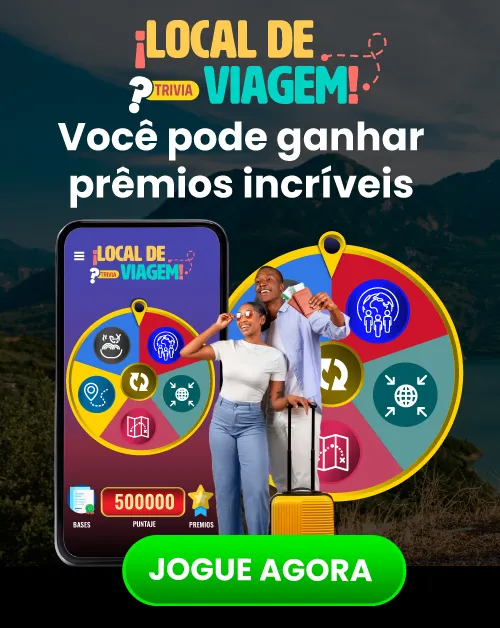 ¡LOCAL DE
? TRIVIA VIAGEM!
Você pode ganhar
prêmios incríveis
¡LOCAL DE
? TRIVIA VIAGEM!
500000
BASES
PUNTAJE
PREMIOS
JOGUE AGORA